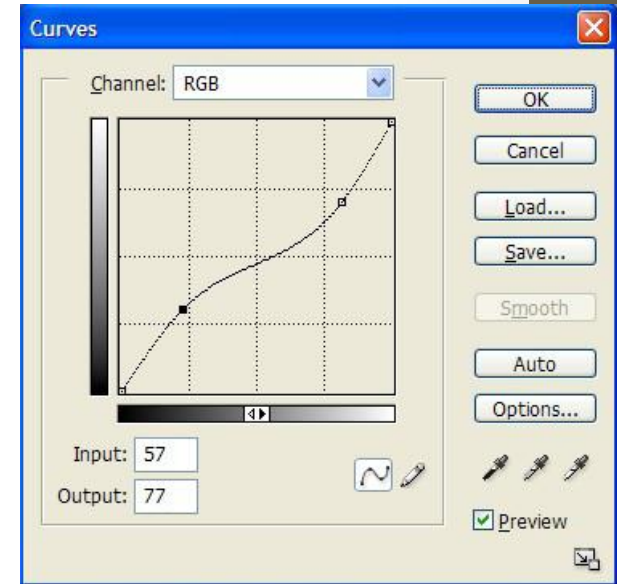 Curves
Channel: RGB
OK
Cancel
Load...
Save...
Smooth
Auto
Options...
Input: 57
Output: 77
Preview